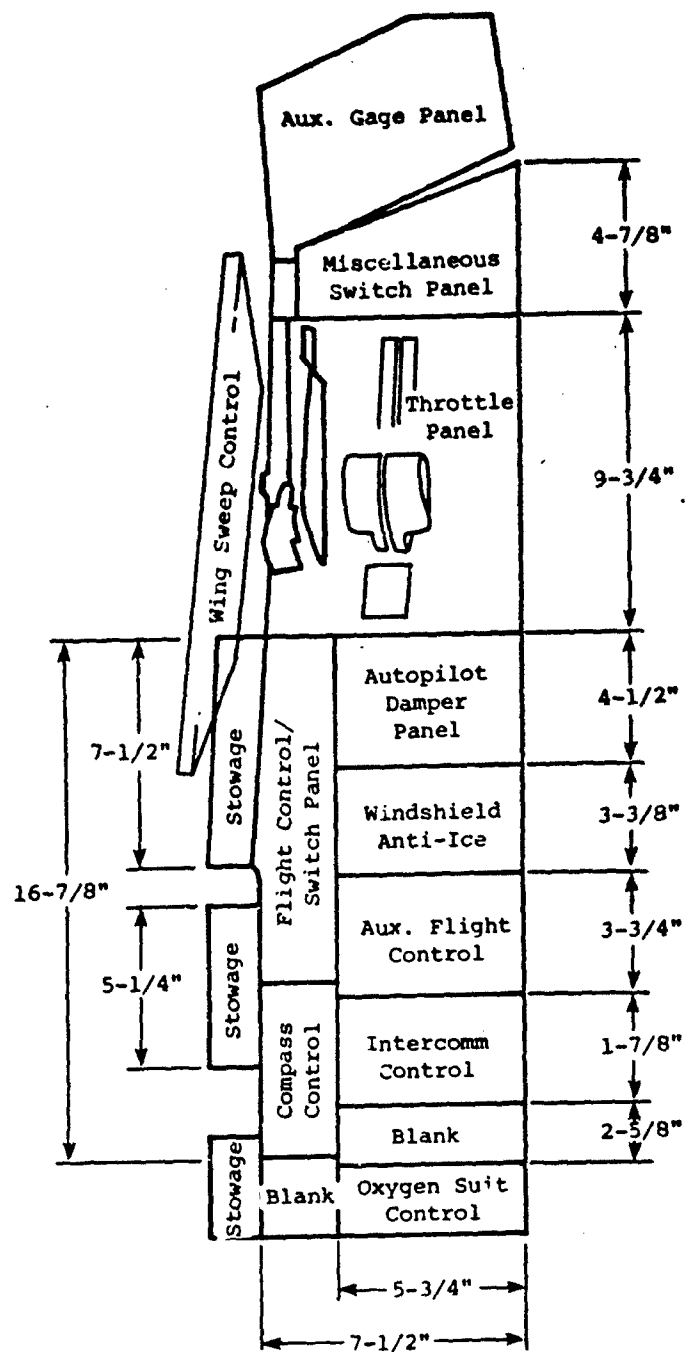 Aux. Gage Panel
4-7/8"
Miscellaneous
Switch Panel
Throttle
Panel
9-3/4"
Wing Sweep Control
Autopilot
Damper
Panel
4-1/2"
7-1/2"
Stowage
Flight Control/
Switch Panel
Windshield
Anti-Ice
3-3/8"
16-7/8"
Aux. Flight
Control
3-3/4"
5-1/4"
Stowage
Compass
Control
Intercomm
Control
1-7/8"
Blank
2-5/8"
Stowage
Blank
Oxygen Suit
Control
5-3/4"
7-1/2"